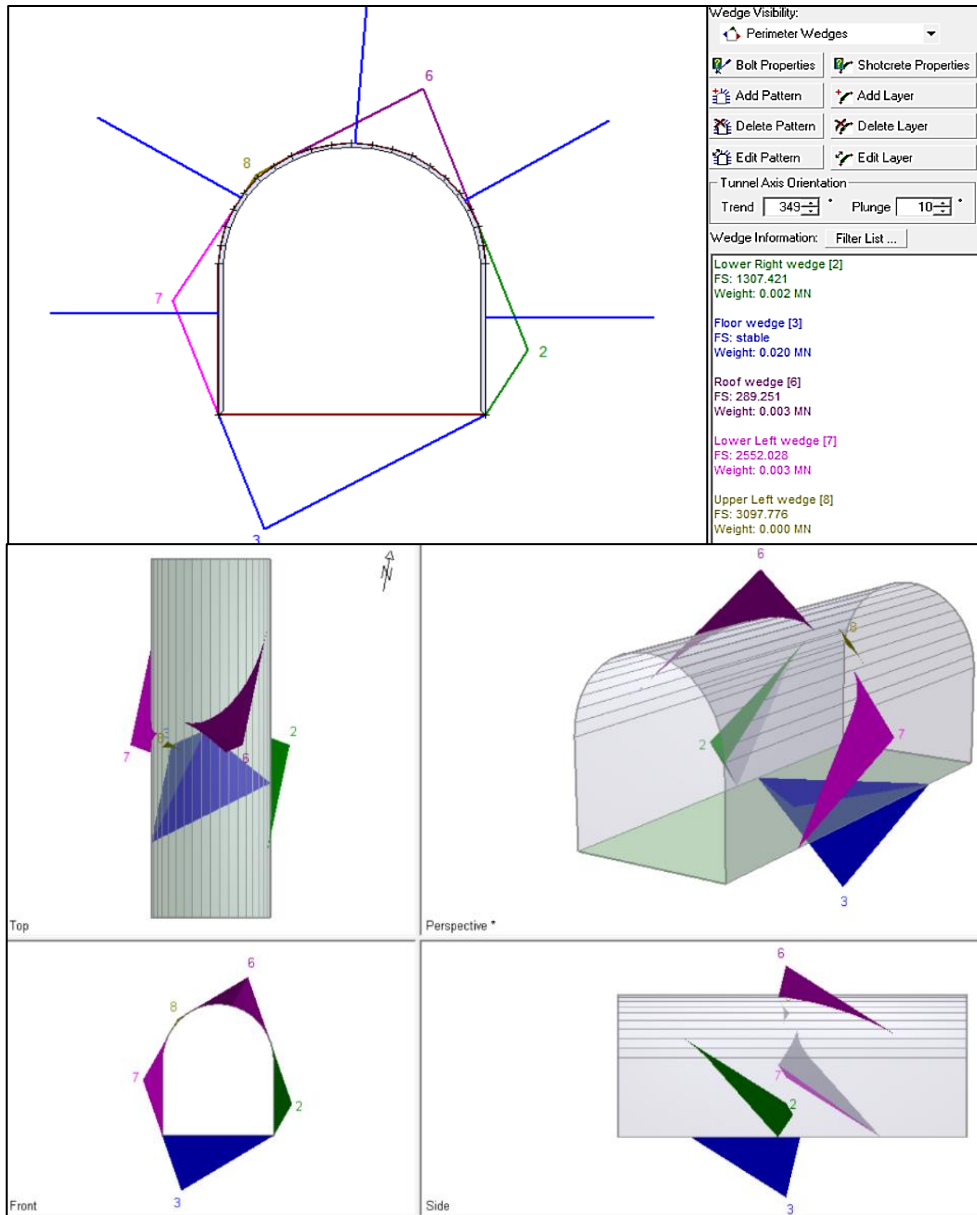 6
8
7
2
3
Wedge Visibility:
Perimeter Wedges
Bolt Properties Shotcrete Properties
Add Pattern Add Layer
Delete Pattern Delete Layer
Edit Pattern Edit Layer
Tunnel Axis Orientation
Trend 349 ° Plunge 10 °
Wedge Information: Filter List ...
Lower Right wedge [2]
FS: 1307.421
Weight: 0.002 MN
Floor wedge [3]
FS: stable
Weight: 0.020 MN
Roof wedge [6]
FS: 289.251
Weight: 0.003 MN
Lower Left wedge [7]
FS: 2552.028
Weight: 0.003 MN
Upper Left wedge [8]
FS: 3097.776
Weight: 0.000 MN
N
2
8 3
7
6
Top
6
8
2
7
3
Perspective *
6
8
7
2
3
Front
6
7
2
3
Side